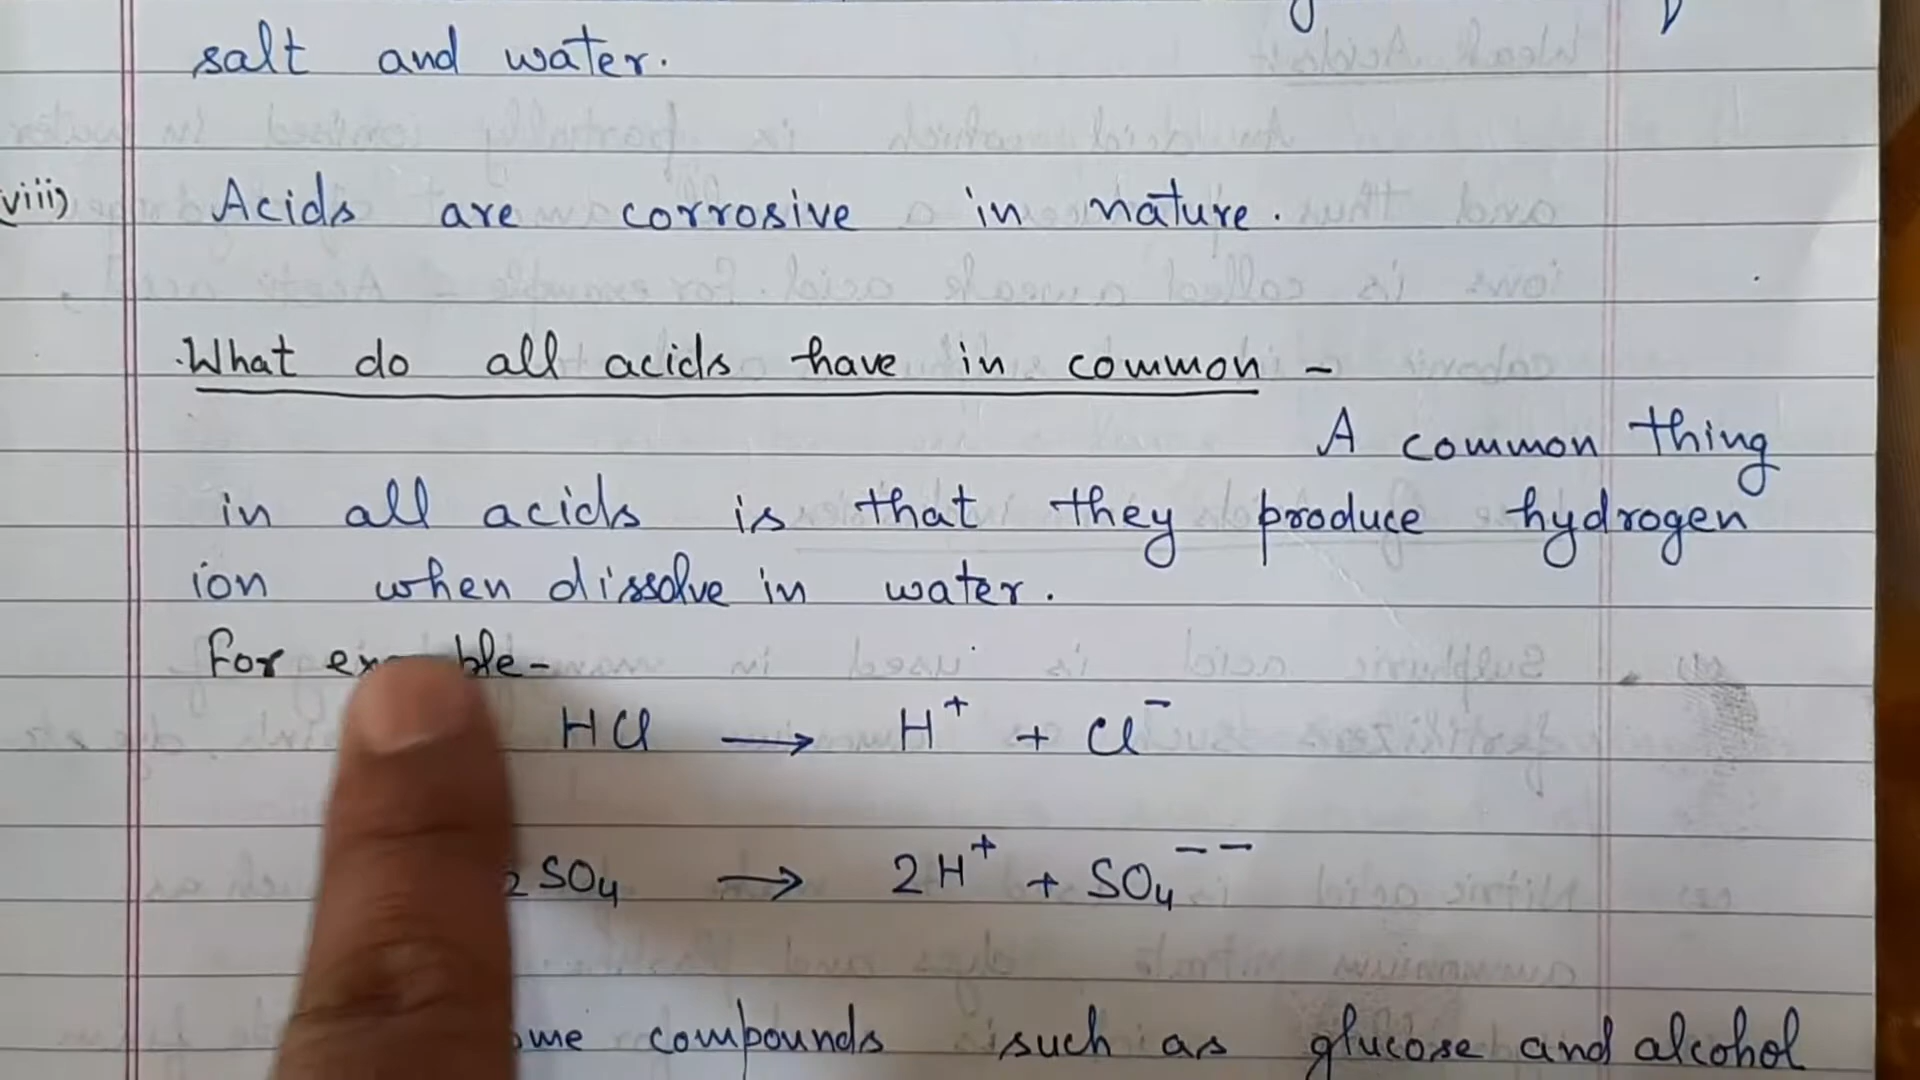 salt and water.
(viii) Acids are corrosive in nature.
What do all acids have in common -
A common thing
in all acids is that they produce hydrogen
ion when dissolve in water.
For
HCl → H⁺ + Cl⁻
₂SO₄ → 2H⁺ + SO₄⁻⁻
compounds such as glucose and alcohol